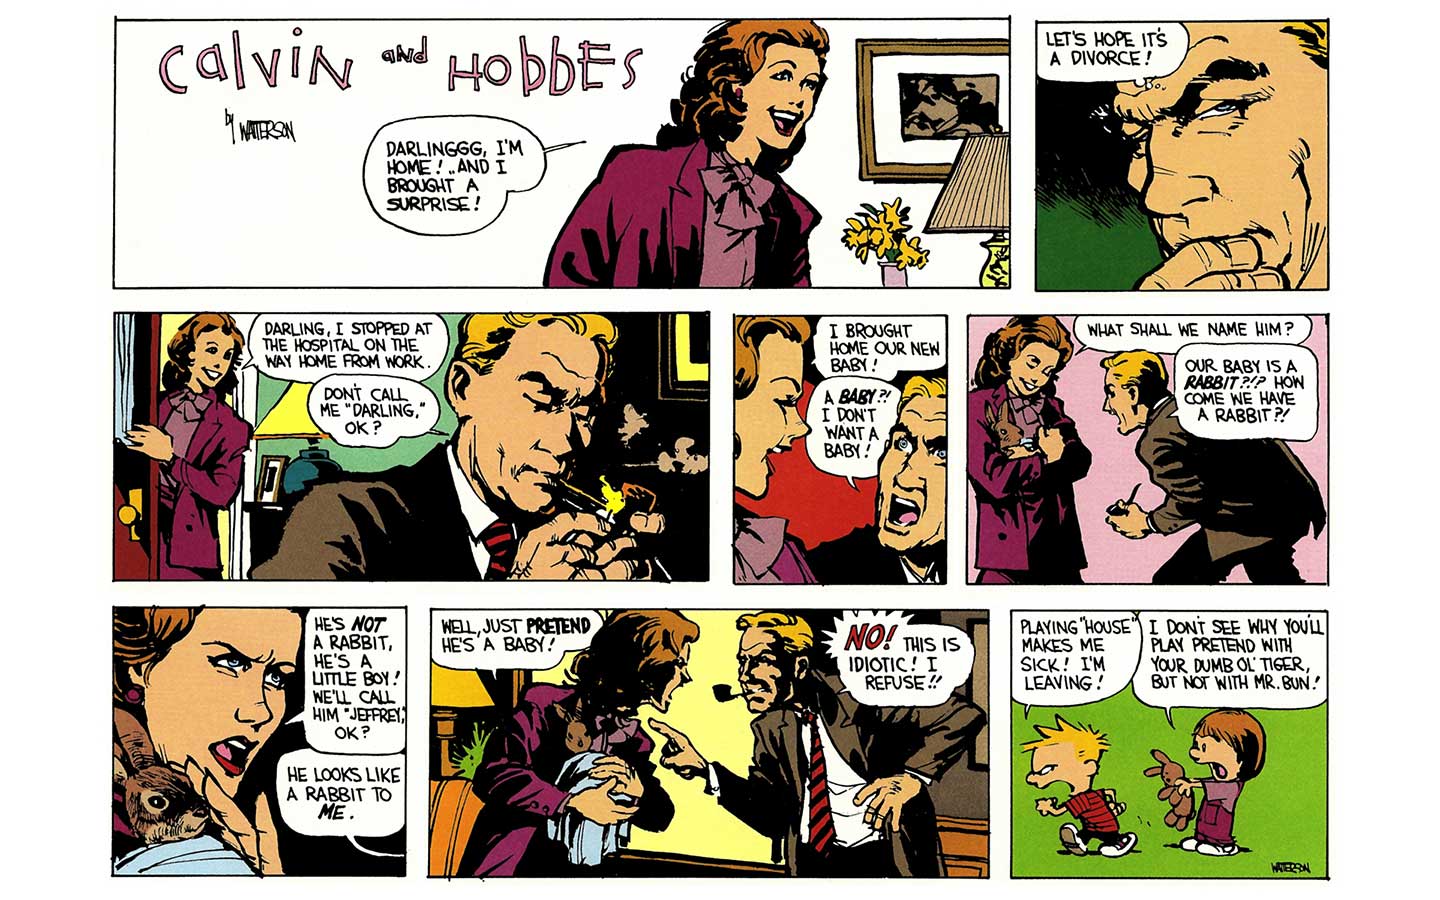 Calvin and Hobbes
by WATTERSON
DARLINGGG, I'M
HOME! ..AND I
BROUGHT A
SURPRISE!
LET'S HOPE IT'S
A DIVORCE!
DARLING, I STOPPED AT
THE HOSPITAL ON THE
WAY HOME FROM WORK.
DON'T CALL
ME "DARLING,"
OK?
I BROUGHT
HOME OUR NEW
BABY!
A BABY?!
I DON'T
WANT A
BABY!
WHAT SHALL WE NAME HIM?
OUR BABY IS A
RABBIT?!? HOW
COME WE HAVE
A RABBIT?!
HE'S NOT
A RABBIT,
HE'S A
LITTLE BOY!
WE'LL CALL
HIM "JEFFREY,"
OK?
HE LOOKS LIKE
A RABBIT TO
ME.
WELL, JUST PRETEND
HE'S A BABY!
NO! THIS IS
IDIOTIC! I
REFUSE!!
PLAYING "HOUSE"
MAKES ME
SICK! I'M
LEAVING!
I DON'T SEE WHY YOU'LL
PLAY PRETEND WITH
YOUR DUMB OL' TIGER,
BUT NOT WITH MR. BUN!
WATTERSON